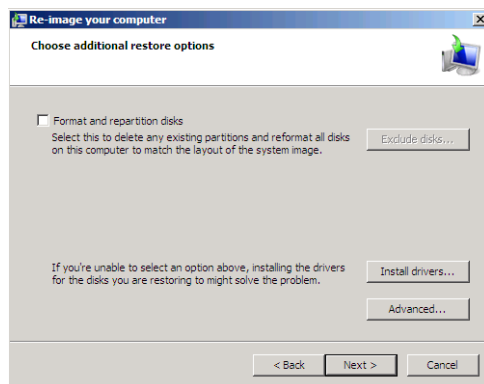 Re-image your computer
Choose additional restore options
Format and repartition disks
Select this to delete any existing partitions and reformat all disks
on this computer to match the layout of the system image.
Exclude disks...
If you're unable to select an option above, installing the drivers
for the disks you are restoring to might solve the problem.
Install drivers...
Advanced...
< Back
Next >
Cancel